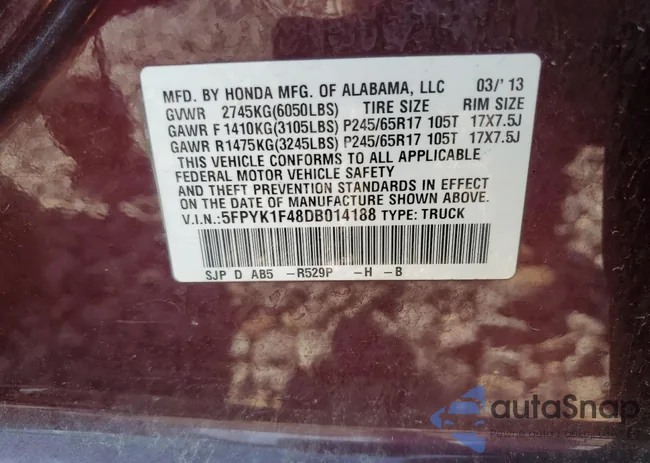 MFD. BY HONDA MFG. OF ALABAMA, LLC 03/'13
GVWR 2745KG(6050LBS) TIRE SIZE RIM SIZE
GAWR F 1410KG(3105LBS) P245/65R17 105T 17X7.5J
GAWR R1475KG(3245LBS) P245/65R17 105T 17X7.5J
THIS VEHICLE CONFORMS TO ALL APPLICABLE
FEDERAL MOTOR VEHICLE SAFETY
AND THEFT PREVENTION STANDARDS IN EFFECT
ON THE DATE OF MANUFACTURE SHOWN ABOVE.
V.I.N.:5FPYK1F48DB014188 TYPE: TRUCK
SJP D AB5 -R529P -H -B
autaSnap